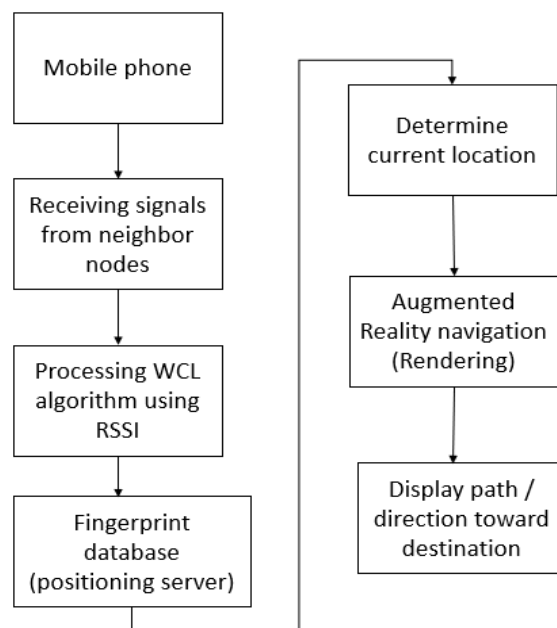 Mobile phone
Receiving signals
from neighbor
nodes
Processing WCL
algorithm using
RSSI
Fingerprint
database
(positioning server)
Determine
current location
Augmented
Reality navigation
(Rendering)
Display path /
direction toward
destination